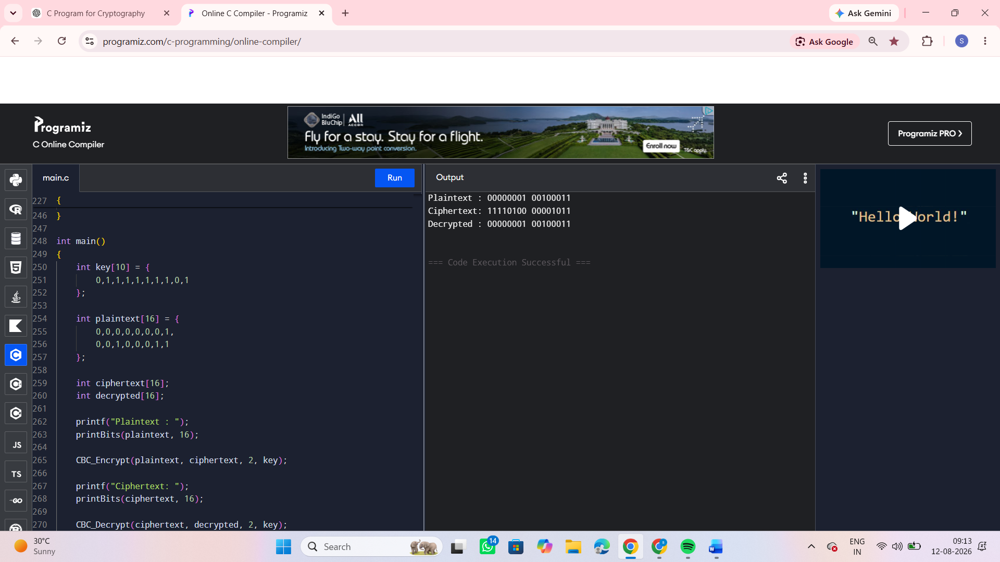 C Program for Cryptography
Online C Compiler - Programiz
Ask Gemini
programiz.com/c-programming/online-compiler/
Ask Google
S
Programiz
C Online Compiler
IndiGo
BluChip
All
ACCOR
Fly for a stay. Stay for a flight.
Introducing Two-way point conversion.
Enroll now
T&C apply.
Programiz PRO ❯
main.c
Run
Output
227 {
246 }
247
248 int main()
249 {
250 int key[10] = {
251 0,1,1,1,1,1,1,1,0,1
252 };
253
254 int plaintext[16] = {
255 0,0,0,0,0,0,0,1,
256 0,0,1,0,0,0,1,1
257 };
258
259 int ciphertext[16];
260 int decrypted[16];
261
262 printf("Plaintext : ");
263 printBits(plaintext, 16);
264
265 CBC_Encrypt(plaintext, ciphertext, 2, key);
266
267 printf("Ciphertext: ");
268 printBits(ciphertext, 16);
269
270 CBC_Decrypt(ciphertext, decrypted, 2, key);
Plaintext : 00000001 00100011
Ciphertext: 11110100 00001011
Decrypted : 00000001 00100011
=== Code Execution Successful ===
JS
TS
GO
30°C
Sunny
Search
14
ENG
IN
09:13
12-08-2026